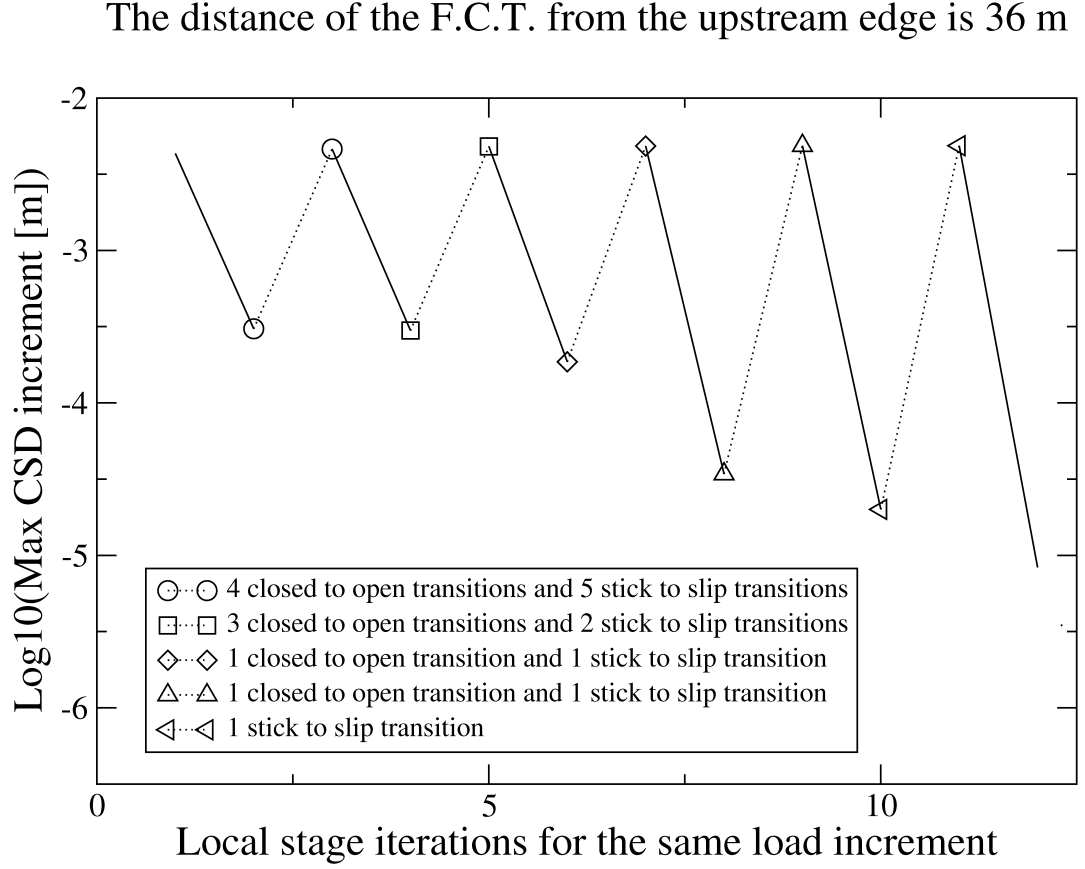 The distance of the F.C.T. from the upstream edge is 36 m
-2
-3
-4
-5
-6
Log10(Max CSD increment [m])
4 closed to open transitions and 5 stick to slip transitions
3 closed to open transitions and 2 stick to slip transitions
1 closed to open transition and 1 stick to slip transition
1 closed to open transition and 1 stick to slip transition
1 stick to slip transition
0 5 10
Local stage iterations for the same load increment